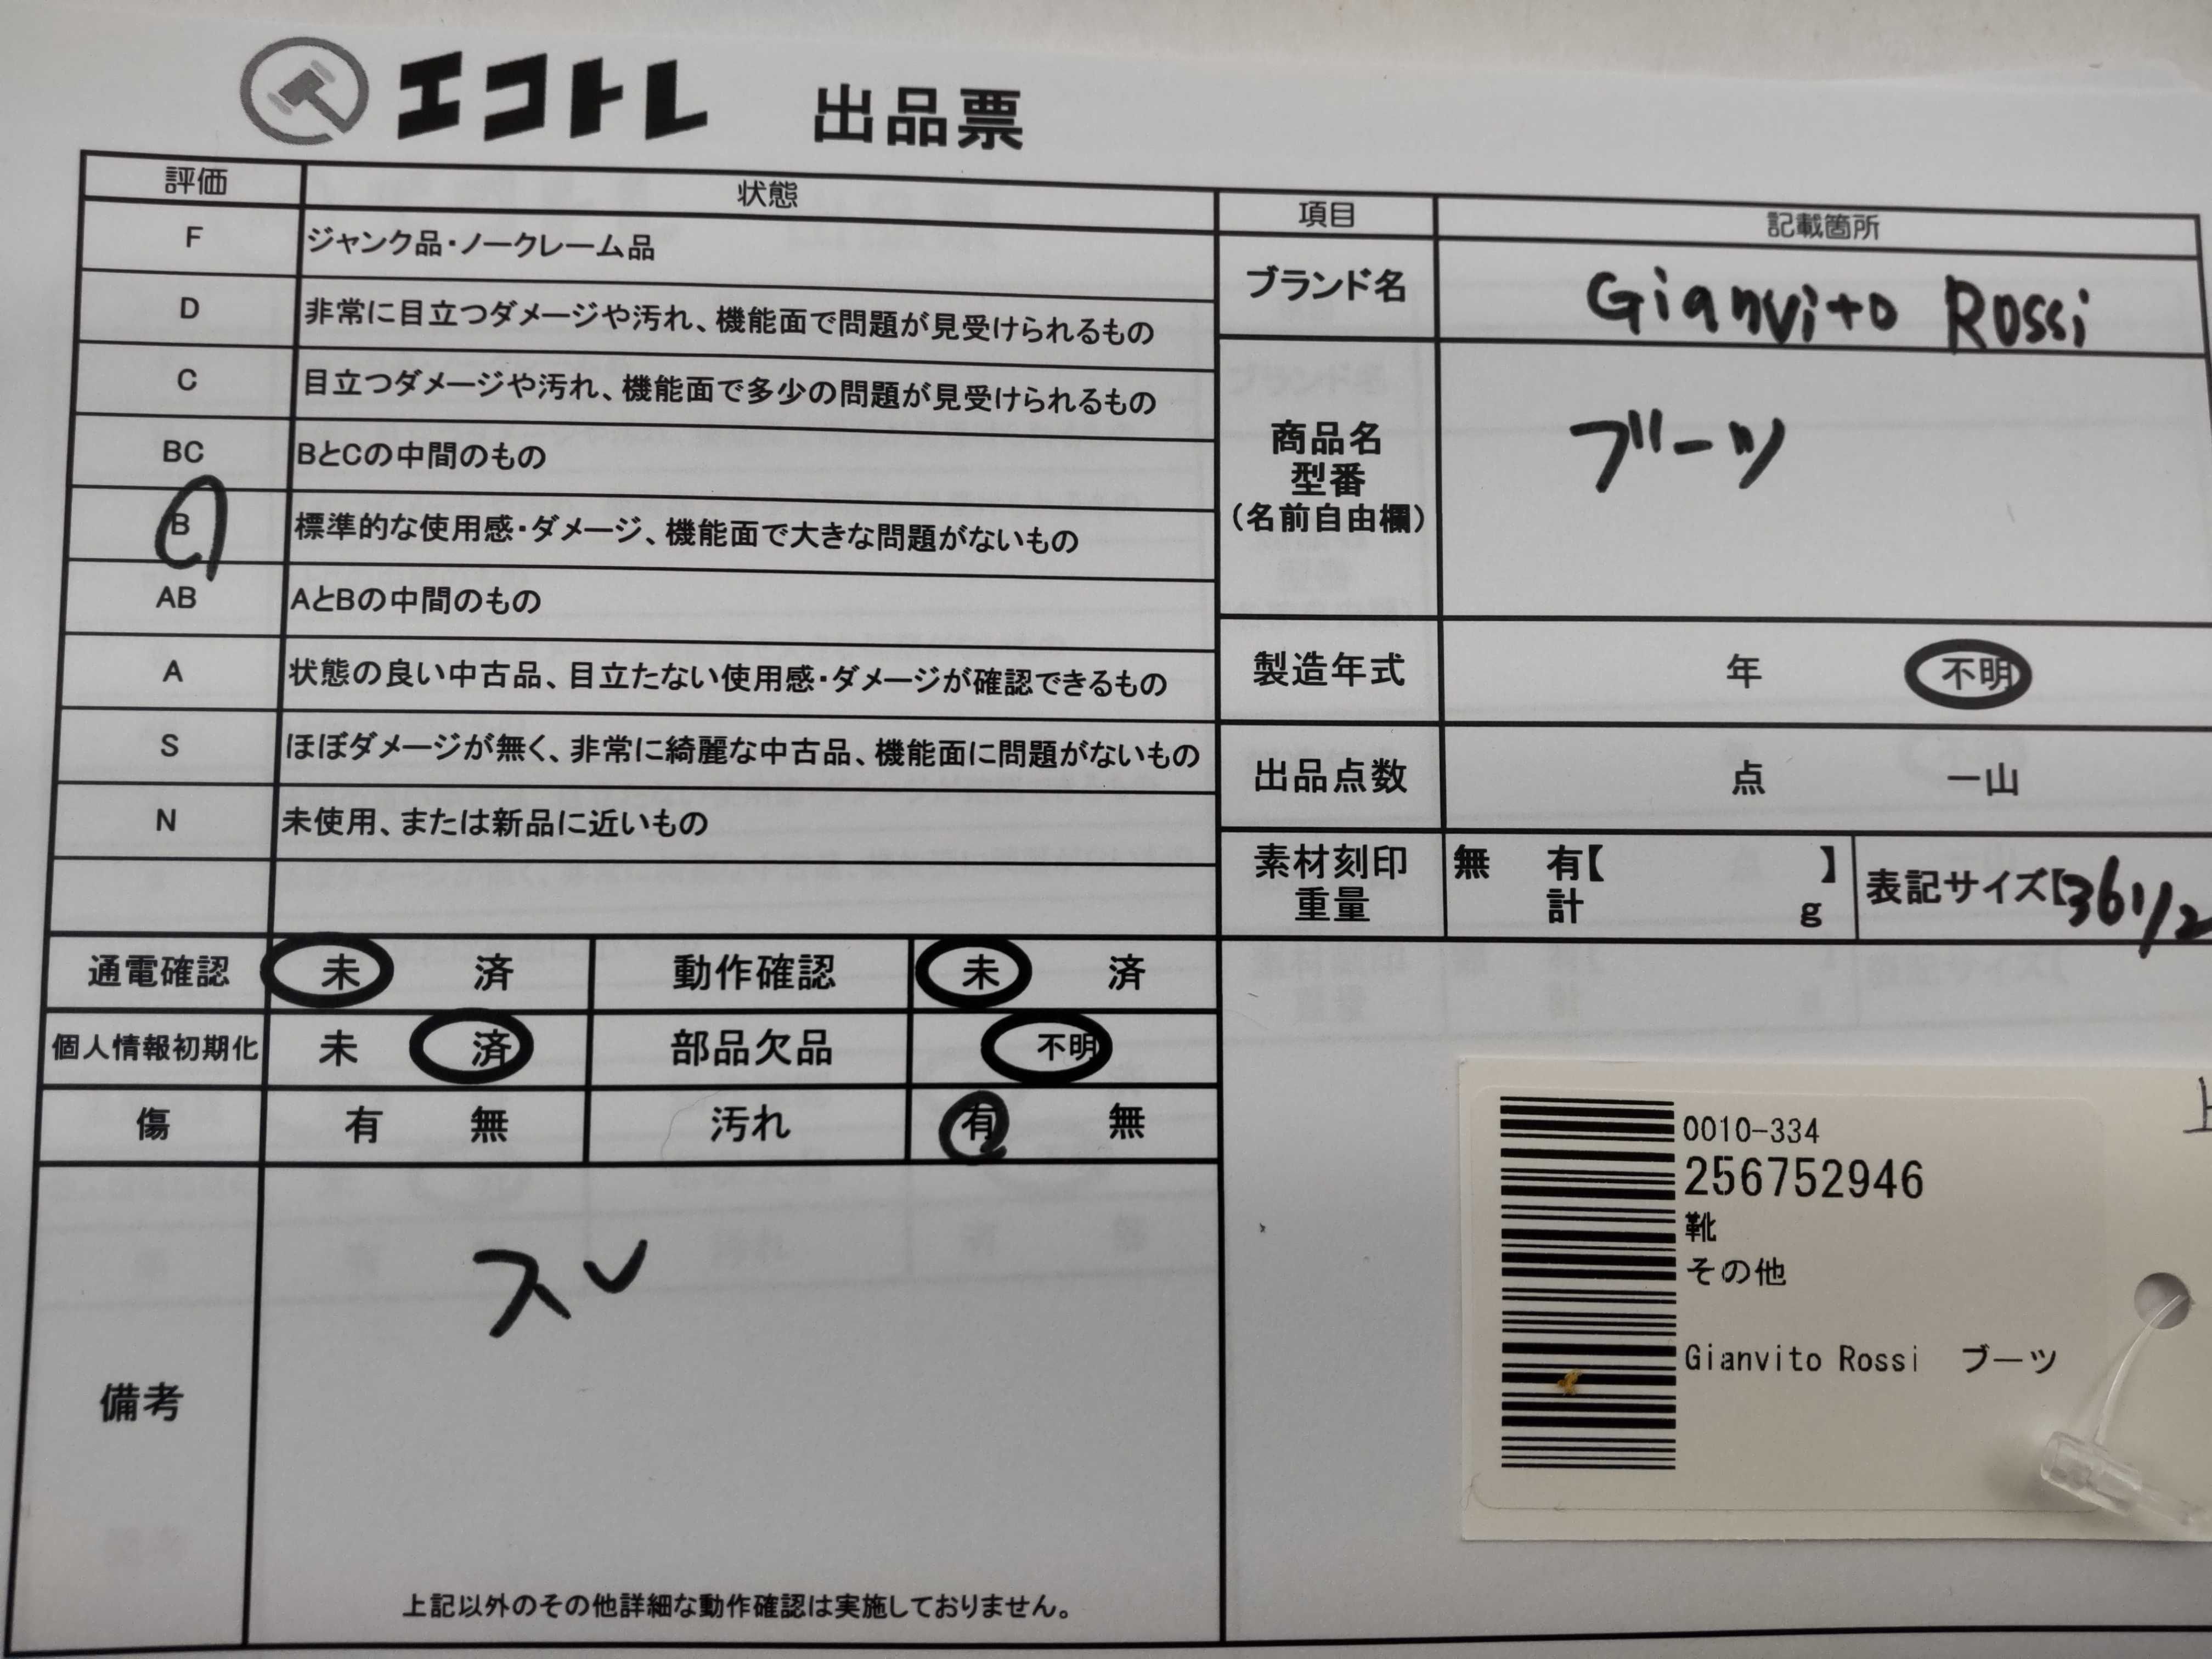 エコトレ 出品票
評価 状態
F ジャンク品・ノークレーム品
D 非常に目立つダメージや汚れ、機能面で問題が見受けられるもの
C 目立つダメージや汚れ、機能面で多少の問題が見受けられるもの
BC BとCの中間のもの
B 標準的な使用感・ダメージ、機能面で大きな問題がないもの
AB AとBの中間のもの
A 状態の良い中古品、目立たない使用感・ダメージが確認できるもの
S ほぼダメージが無く、非常に綺麗な中古品、機能面に問題がないもの
N 未使用、または新品に近いもの
項目 記載箇所
ブランド名 Gianvito Rossi
商品名
型番
(名前自由欄)
ブーツ
製造年式 年 不明
出品点数 点 一山
素材刻印 無 有【 】
重量 計 g
表記サイズ【36 1/2
通電確認 未 済 動作確認 未 済
個人情報初期化 未 済 部品欠品 不明
傷 有 無 汚れ 有 無
備考
スレ
上記以外のその他詳細な動作確認は実施しておりません。
0010-334
256752946
靴
その他
Gianvito Rossi ブーツ